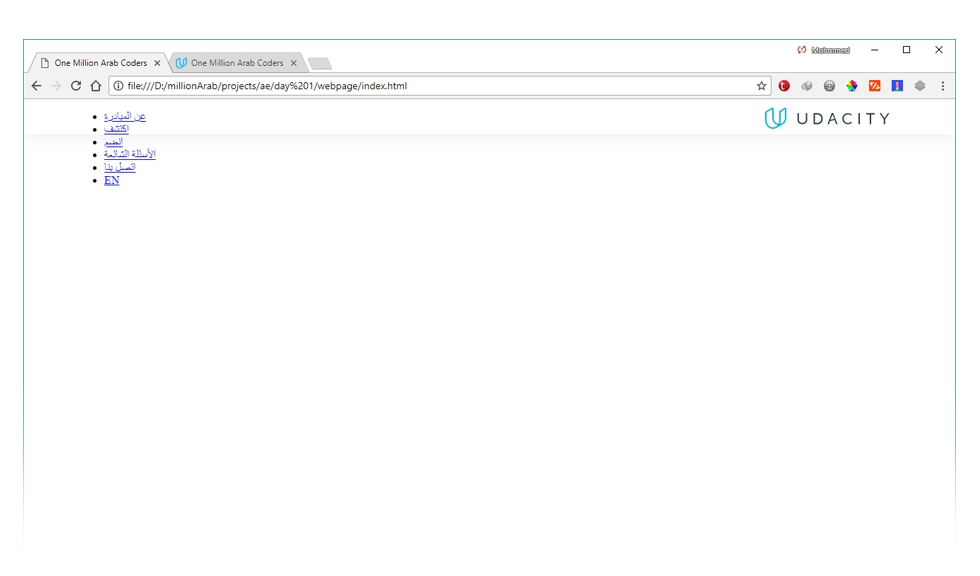 Mohmmed
One Million Arab Coders
One Million Arab Coders
file:///D:/millionArab/projects/ae/day%201/webpage/index.html
UDACITY
عن المبادرة
اكتشف
انضم
الأسئلة الشائعة
اتصل بنا
EN